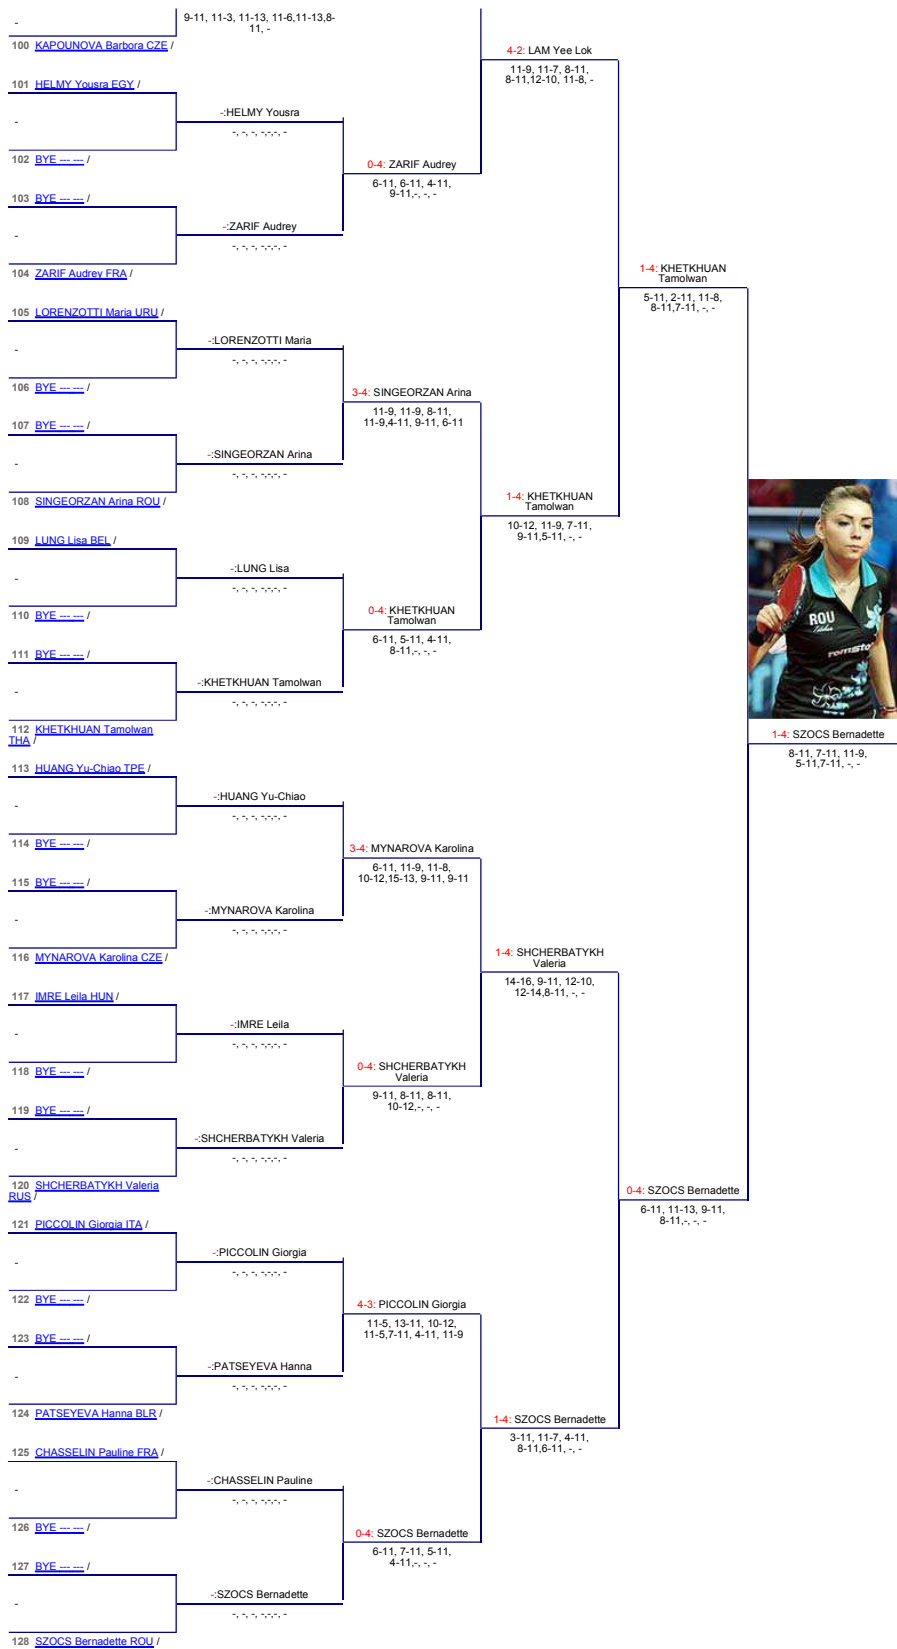 -
9-11, 11-3, 11-13, 11-6,11-13,8-
11, -
100 KAPOUNOVA Barbora CZE /
4-2: LAM Yee Lok
11-9, 11-7, 8-11,
8-11,12-10, 11-8, -
101 HELMY Yousra EGY /
-
-:HELMY Yousra
-, -, -, -,-,-, -
102 BYE --- --- /
0-4: ZARIF Audrey
6-11, 6-11, 4-11,
9-11,-, -, -
103 BYE --- --- /
-
-:ZARIF Audrey
-, -, -, -,-,-, -
104 ZARIF Audrey FRA /
1-4: KHETKHUAN
Tamolwan
5-11, 2-11, 11-8,
8-11,7-11, -, -
105 LORENZOTTI Maria URU /
-
-:LORENZOTTI Maria
-, -, -, -,-,-, -
106 BYE --- --- /
3-4: SINGEORZAN Arina
11-9, 11-9, 8-11,
11-9,4-11, 9-11, 6-11
107 BYE --- --- /
-
-:SINGEORZAN Arina
-, -, -, -,-,-, -
108 SINGEORZAN Arina ROU /
1-4: KHETKHUAN
Tamolwan
10-12, 11-9, 7-11,
9-11,5-11, -, -
109 LUNG Lisa BEL /
-
-:LUNG Lisa
-, -, -, -,-,-, -
110 BYE --- --- /
0-4: KHETKHUAN
Tamolwan
6-11, 5-11, 4-11,
8-11,-, -, -
ROU
111 BYE --- --- /
-
-:KHETKHUAN Tamolwan
-, -, -, -,-,-, -
112 KHETKHUAN Tamolwan
THA /
1-4: SZOCS Bernadette
8-11, 7-11, 11-9,
5-11,7-11, -, -
113 HUANG Yu-Chiao TPE /
-
-:HUANG Yu-Chiao
-, -, -, -,-,-, -
114 BYE --- --- /
3-4: MYNAROVA Karolina
6-11, 11-9, 11-8,
10-12,15-13, 9-11, 9-11
115 BYE --- --- /
-
-:MYNAROVA Karolina
-, -, -, -,-,-, -
116 MYNAROVA Karolina CZE /
1-4: SHCHERBATYKH
Valeria
14-16, 9-11, 12-10,
12-14,8-11, -, -
117 IMRE Leila HUN /
-
-:IMRE Leila
-, -, -, -,-,-, -
118 BYE --- --- /
0-4: SHCHERBATYKH
Valeria
9-11, 8-11, 8-11,
10-12,-, -, -
119 BYE --- --- /
-
-:SHCHERBATYKH Valeria
-, -, -, -,-,-, -
120 SHCHERBATYKH Valeria
RUS /
0-4: SZOCS Bernadette
6-11, 11-13, 9-11,
8-11,-, -, -
121 PICCOLIN Giorgia ITA /
-
-:PICCOLIN Giorgia
-, -, -, -,-,-, -
122 BYE --- --- /
4-3: PICCOLIN Giorgia
11-5, 13-11, 10-12,
11-5,7-11, 4-11, 11-9
123 BYE --- --- /
-
-:PATSEYEVA Hanna
-, -, -, -,-,-, -
124 PATSEYEVA Hanna BLR /
1-4: SZOCS Bernadette
3-11, 11-7, 4-11,
8-11,6-11, -, -
125 CHASSELIN Pauline FRA /
-
-:CHASSELIN Pauline
-, -, -, -,-,-, -
126 BYE --- --- /
0-4: SZOCS Bernadette
6-11, 7-11, 5-11,
4-11,-, -, -
127 BYE --- --- /
-
-:SZOCS Bernadette
-, -, -, -,-,-, -
128 SZOCS Bernadette ROU /